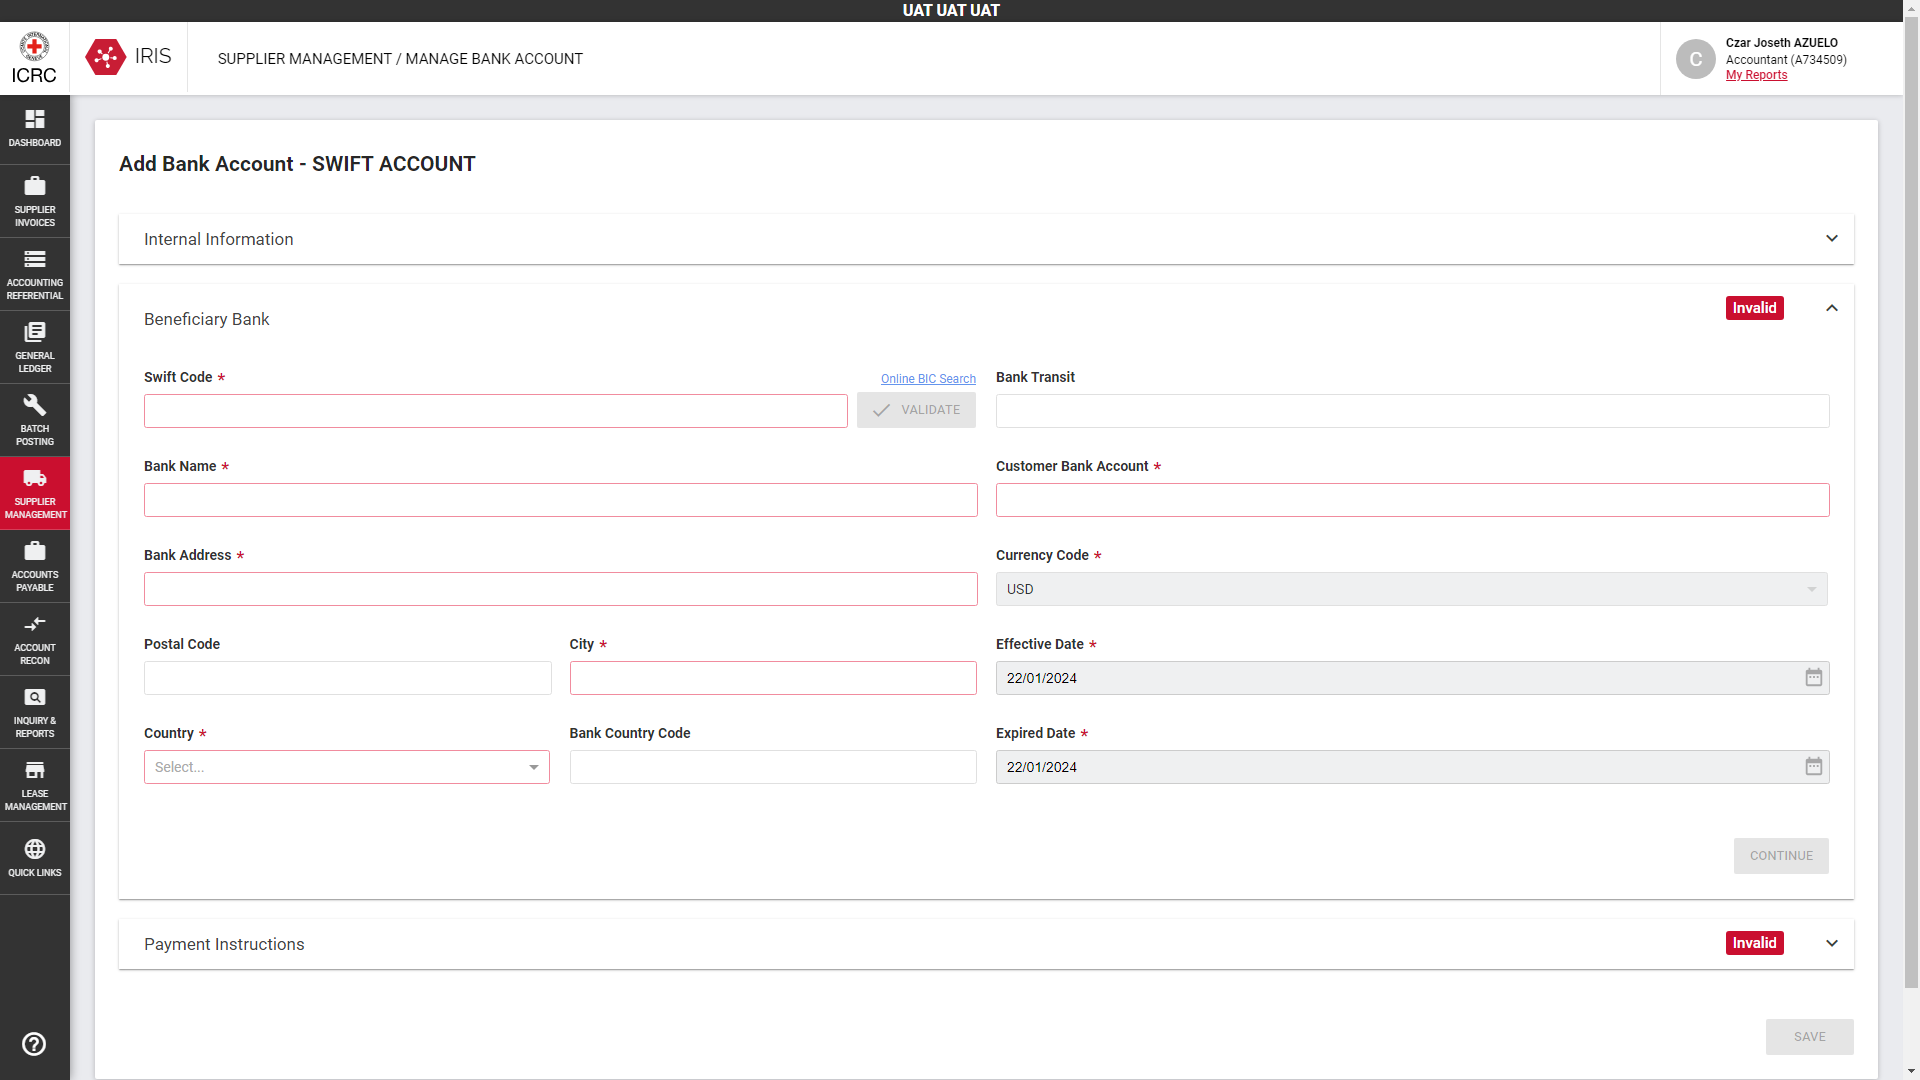 UAT UAT UAT
ICRC
IRIS
SUPPLIER MANAGEMENT / MANAGE BANK ACCOUNT
C
Czar Joseth AZUELO
Accountant (A734509)
My Reports
DASHBOARD
SUPPLIER
INVOICES
ACCOUNTING
REFERENTIAL
GENERAL
LEDGER
BATCH
POSTING
SUPPLIER
MANAGEMENT
ACCOUNTS
PAYABLE
ACCOUNT
RECON
INQUIRY &
REPORTS
LEASE
MANAGEMENT
QUICK LINKS
Add Bank Account - SWIFT ACCOUNT
Internal Information
Beneficiary Bank
Invalid
Swift Code *
Online BIC Search
VALIDATE
Bank Transit
Bank Name *
Customer Bank Account *
Bank Address *
Currency Code *
USD
Postal Code
City *
Effective Date *
22/01/2024
Country *
Select...
Bank Country Code
Expired Date *
22/01/2024
CONTINUE
Payment Instructions
Invalid
SAVE